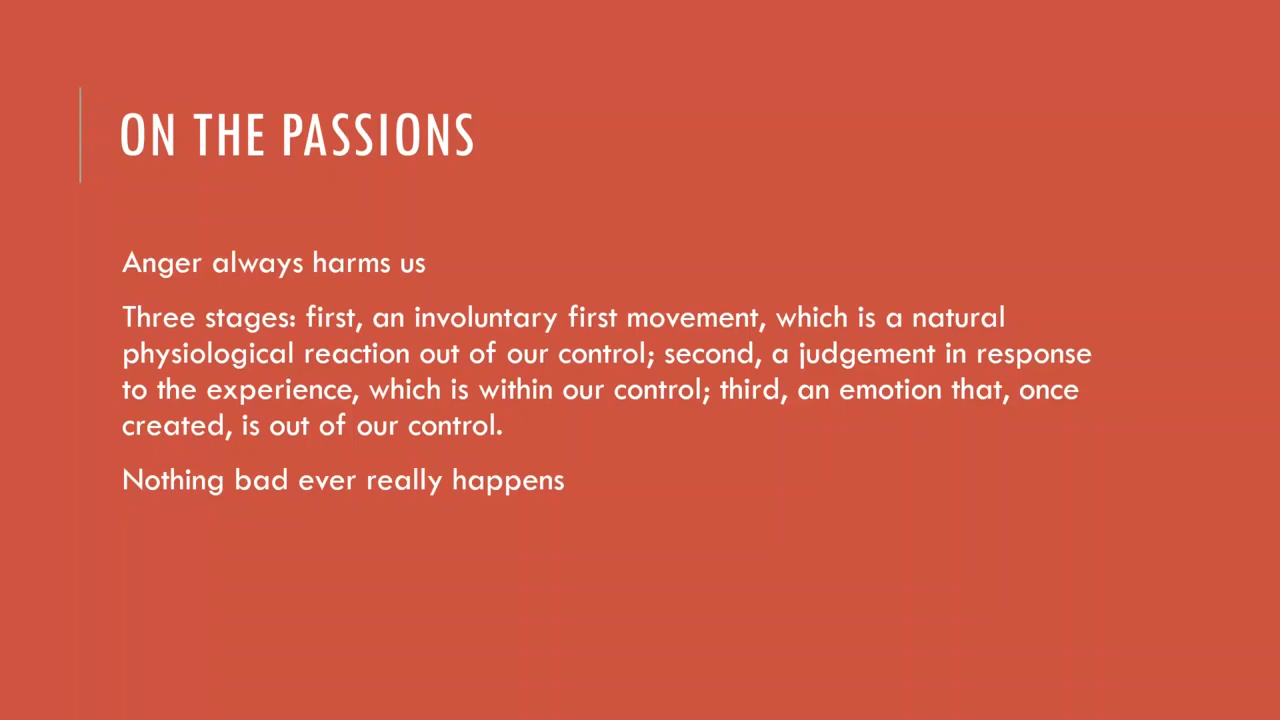 ON THE PASSIONS
Anger always harms us
Three stages: first, an involuntary first movement, which is a natural
physiological reaction out of our control; second, a judgement in response
to the experience, which is within our control; third, an emotion that, once
created, is out of our control.
Nothing bad ever really happens